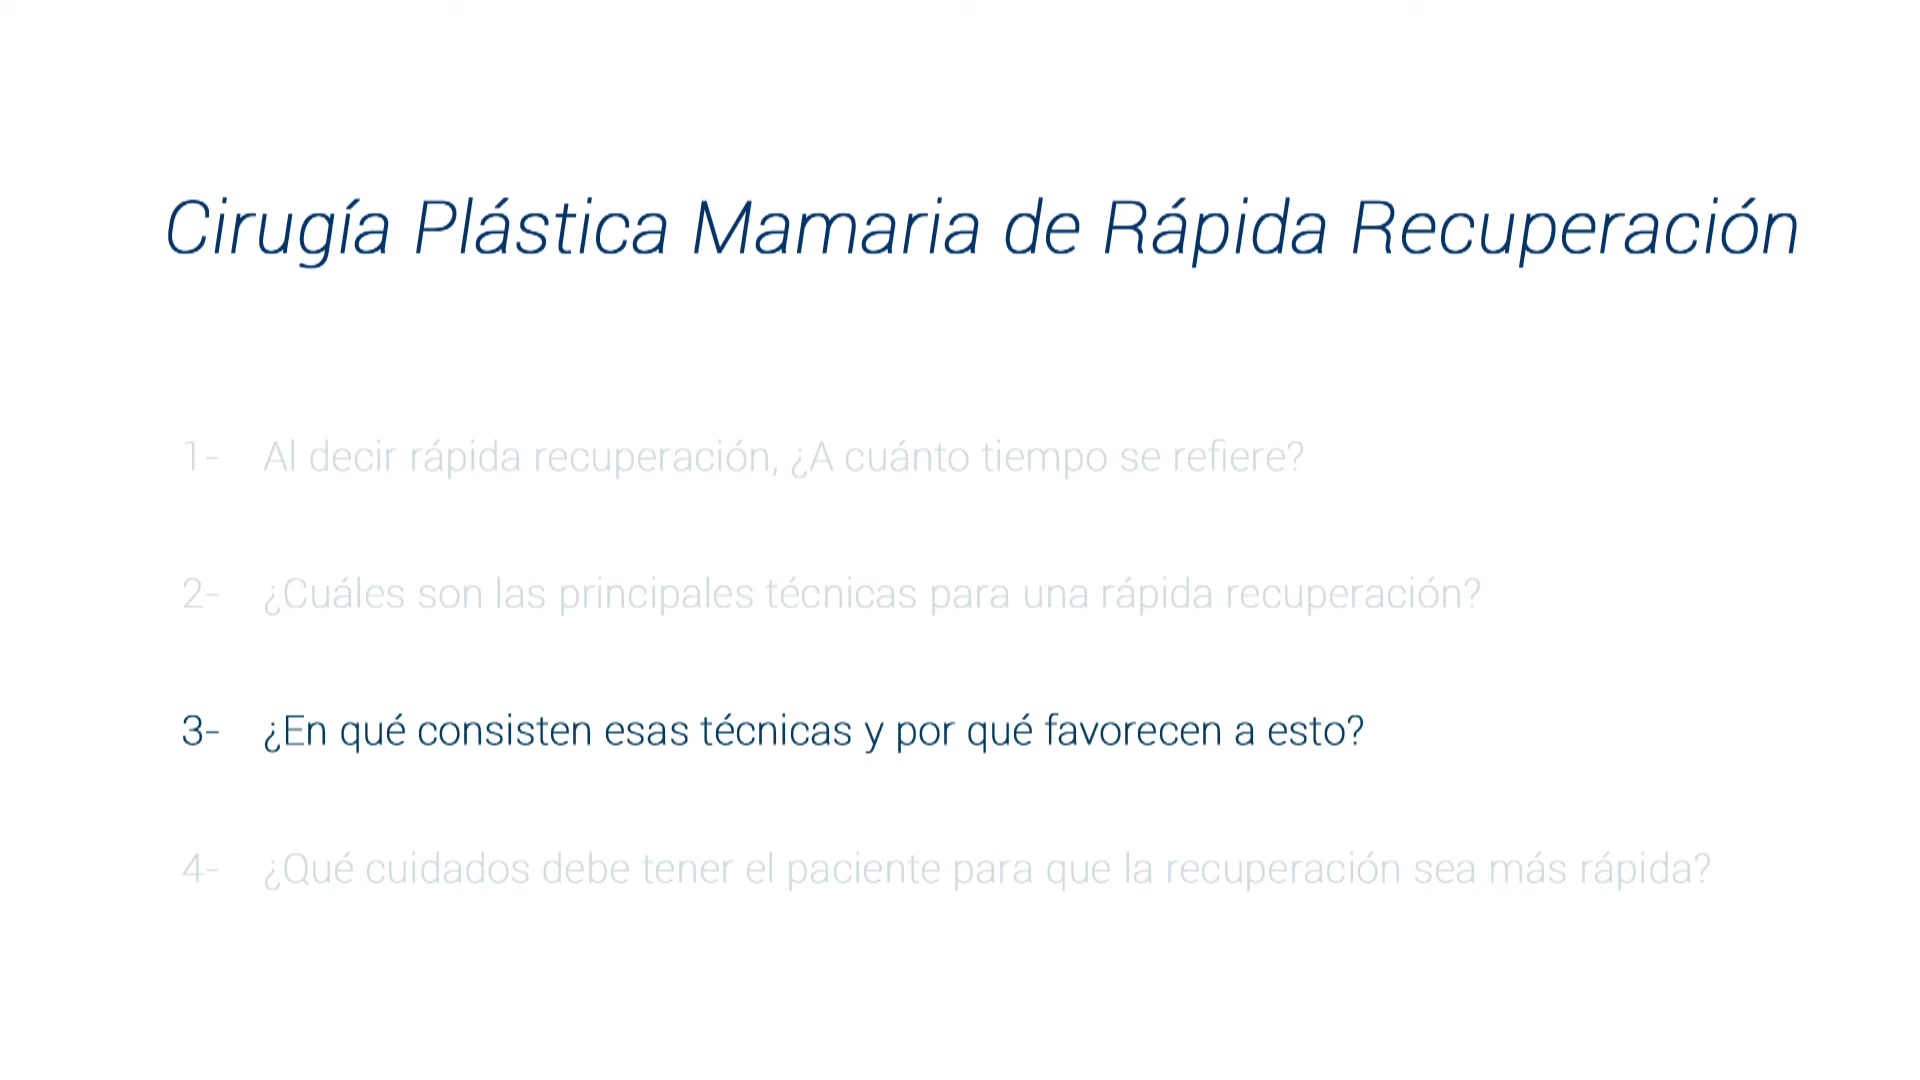 Cirugía Plástica Mamaria de Rápida Recuperación
1- Al decir rápida recuperación, ¿A cuánto tiempo se refiere?
2- ¿Cuáles son las principales técnicas para una rápida recuperación?
3- ¿En qué consisten esas técnicas y por qué favorecen a esto?
4- ¿Qué cuidados debe tener el paciente para que la recuperación sea más rápida?